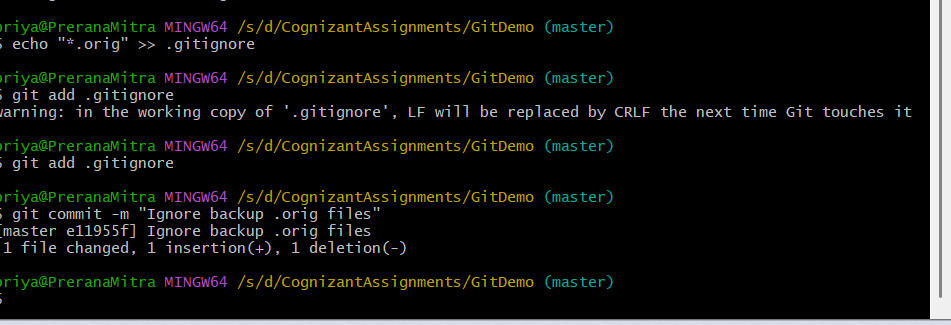 priya@PreranaMitra MINGW64 /s/d/CognizantAssignments/GitDemo (master)
$ echo "*.orig" >> .gitignore
priya@PreranaMitra MINGW64 /s/d/CognizantAssignments/GitDemo (master)
$ git add .gitignore
warning: in the working copy of '.gitignore', LF will be replaced by CRLF the next time Git touches it
priya@PreranaMitra MINGW64 /s/d/CognizantAssignments/GitDemo (master)
$ git add .gitignore
priya@PreranaMitra MINGW64 /s/d/CognizantAssignments/GitDemo (master)
$ git commit -m "Ignore backup .orig files"
[master e11955f] Ignore backup .orig files
1 file changed, 1 insertion(+), 1 deletion(-)
priya@PreranaMitra MINGW64 /s/d/CognizantAssignments/GitDemo (master)
$